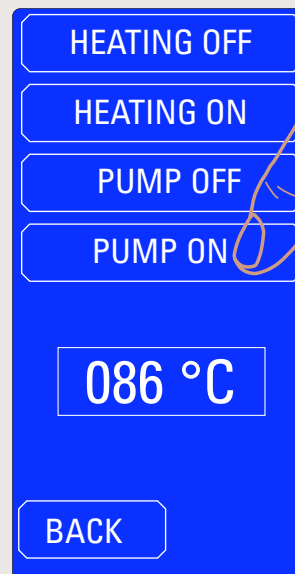 HEATING OFF
HEATING ON
PUMP OFF
PUMP ON
086 °C
BACK